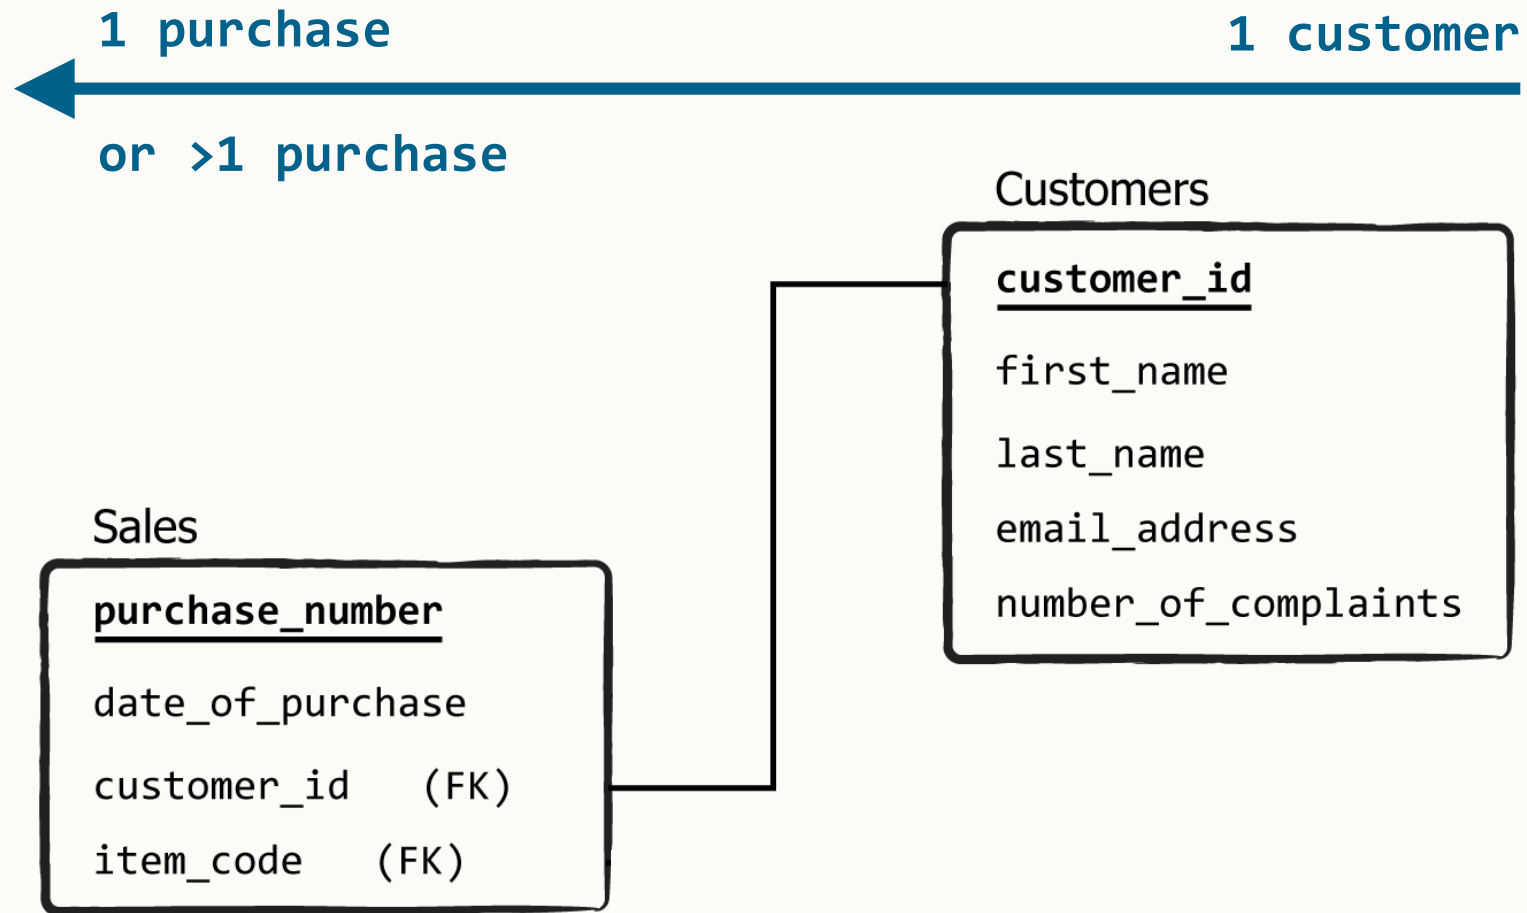 1 purchase
1 customer
or >1 purchase
Customers
customer_id
first_name
last_name
email_address
number_of_complaints
Sales
purchase_number
date_of_purchase
customer_id (FK)
item_code (FK)